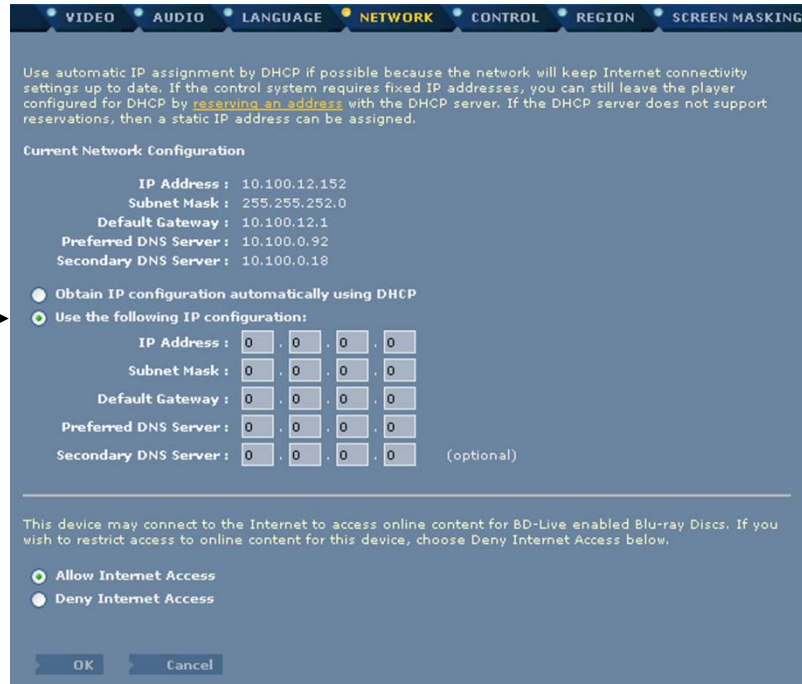 VIDEO AUDIO LANGUAGE NETWORK CONTROL REGION SCREEN MASKING
Use automatic IP assignment by DHCP if possible because the network will keep Internet connectivity
settings up to date. If the control system requires fixed IP addresses, you can still leave the player
configured for DHCP by reserving an address with the DHCP server. If the DHCP server does not support
reservations, then a static IP address can be assigned.
Current Network Configuration
IP Address : 10.100.12.152
Subnet Mask : 255.255.252.0
Default Gateway : 10.100.12.1
Preferred DNS Server : 10.100.0.92
Secondary DNS Server : 10.100.0.18
Obtain IP configuration automatically using DHCP
Use the following IP configuration:
IP Address : 0 . 0 . 0 . 0
Subnet Mask : 0 . 0 . 0 . 0
Default Gateway : 0 . 0 . 0 . 0
Preferred DNS Server : 0 . 0 . 0 . 0
Secondary DNS Server : 0 . 0 . 0 . 0 (optional)
This device may connect to the Internet to access online content for BD-Live enabled Blu-ray Discs. If you
wish to restrict access to online content for this device, choose Deny Internet Access below.
Allow Internet Access
Deny Internet Access
OK Cancel